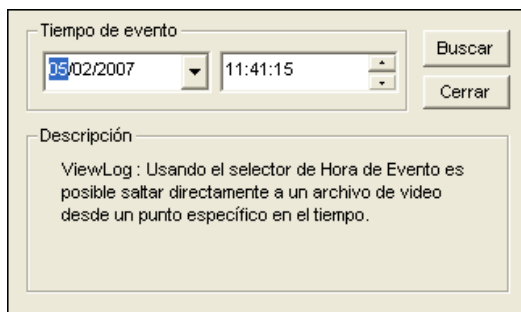 Tiempo de evento
05/02/2007
11:41:15
Buscar
Cerrar
Descripción
ViewLog : Usando el selector de Hora de Evento es
posible saltar directamente a un archivo de video
desde un punto específico en el tiempo.